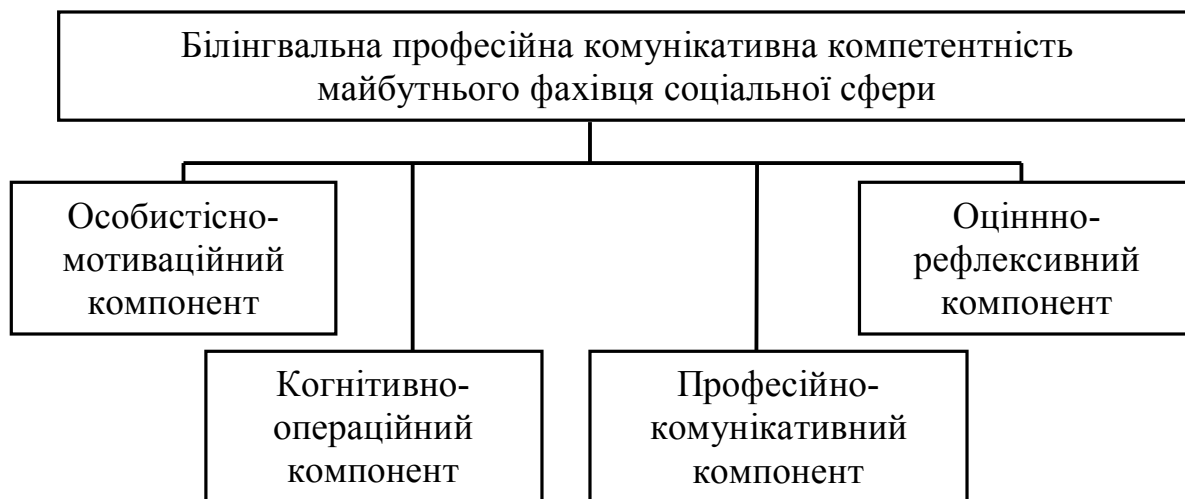 Білінгвальна професійна комунікативна компетентність
майбутнього фахівця соціальної сфери
Особистісно-
мотиваційний
компонент
Оціннно-
рефлексивний
компонент
Когнітивно-
операційний
компонент
Професійно-
комунікативний
компонент